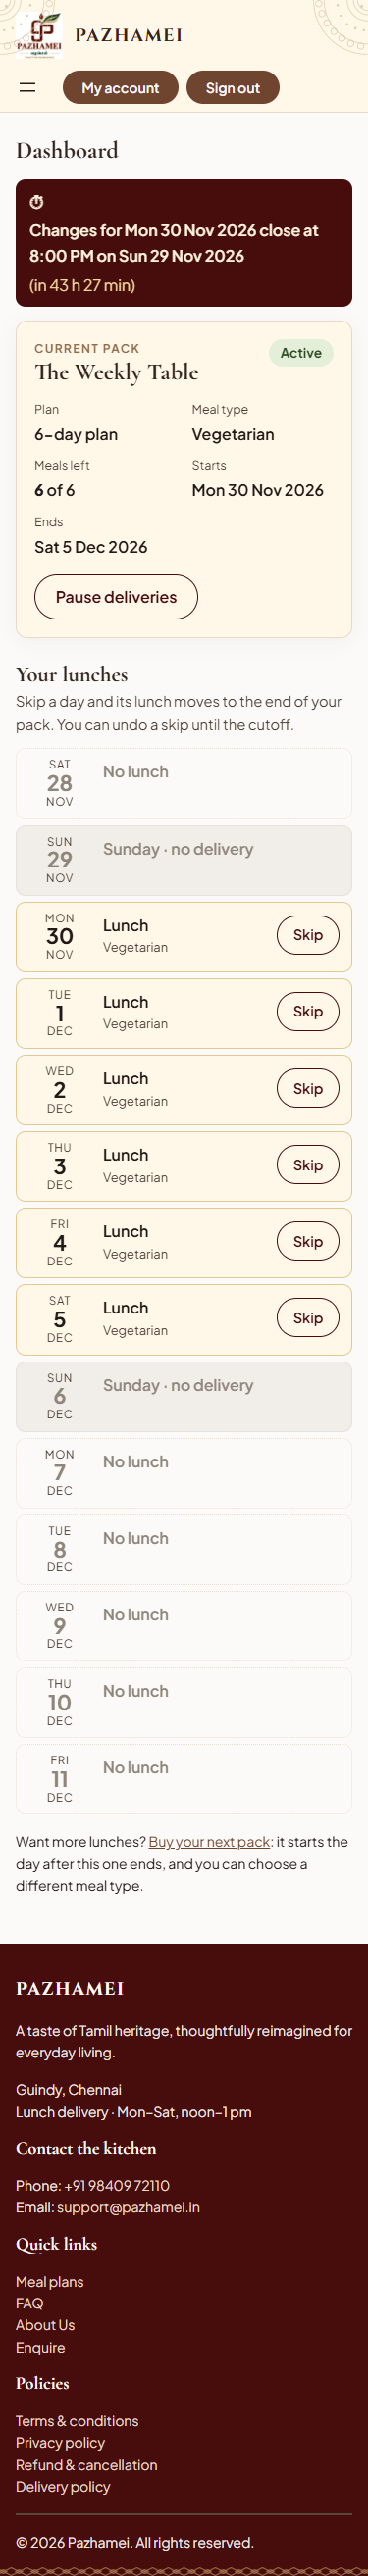 PAZHAMEI
PAZHAMEI
My account
Sign out
Dashboard
Changes for Mon 30 Nov 2026 close at
8:00 PM on Sun 29 Nov 2026
(in 43 h 27 min)
CURRENT PACK
Active
The Weekly Table
Plan
Meal type
6-day plan
Vegetarian
Meals left
Starts
6 of 6
Mon 30 Nov 2026
Ends
Sat 5 Dec 2026
Pause deliveries
Your lunches
Skip a day and its lunch moves to the end of your
pack. You can undo a skip until the cutoff.
SAT
28
NOV
No lunch
SUN
29
NOV
Sunday · no delivery
MON
30
NOV
Lunch
Vegetarian
Skip
TUE
1
DEC
Lunch
Vegetarian
Skip
WED
2
DEC
Lunch
Vegetarian
Skip
THU
3
DEC
Lunch
Vegetarian
Skip
FRI
4
DEC
Lunch
Vegetarian
Skip
SAT
5
DEC
Lunch
Vegetarian
Skip
SUN
6
DEC
Sunday · no delivery
MON
7
DEC
No lunch
TUE
8
DEC
No lunch
WED
9
DEC
No lunch
THU
10
DEC
No lunch
FRI
11
DEC
No lunch
Want more lunches? Buy your next pack: it starts the
day after this one ends, and you can choose a
different meal type.
PAZHAMEI
A taste of Tamil heritage, thoughtfully reimagined for
everyday living.
Guindy, Chennai
Lunch delivery · Mon–Sat, noon–1 pm
Contact the kitchen
Phone: +91 98409 72110
Email: support@pazhamei.in
Quick links
Meal plans
FAQ
About Us
Enquire
Policies
Terms & conditions
Privacy policy
Refund & cancellation
Delivery policy
© 2026 Pazhamei. All rights reserved.